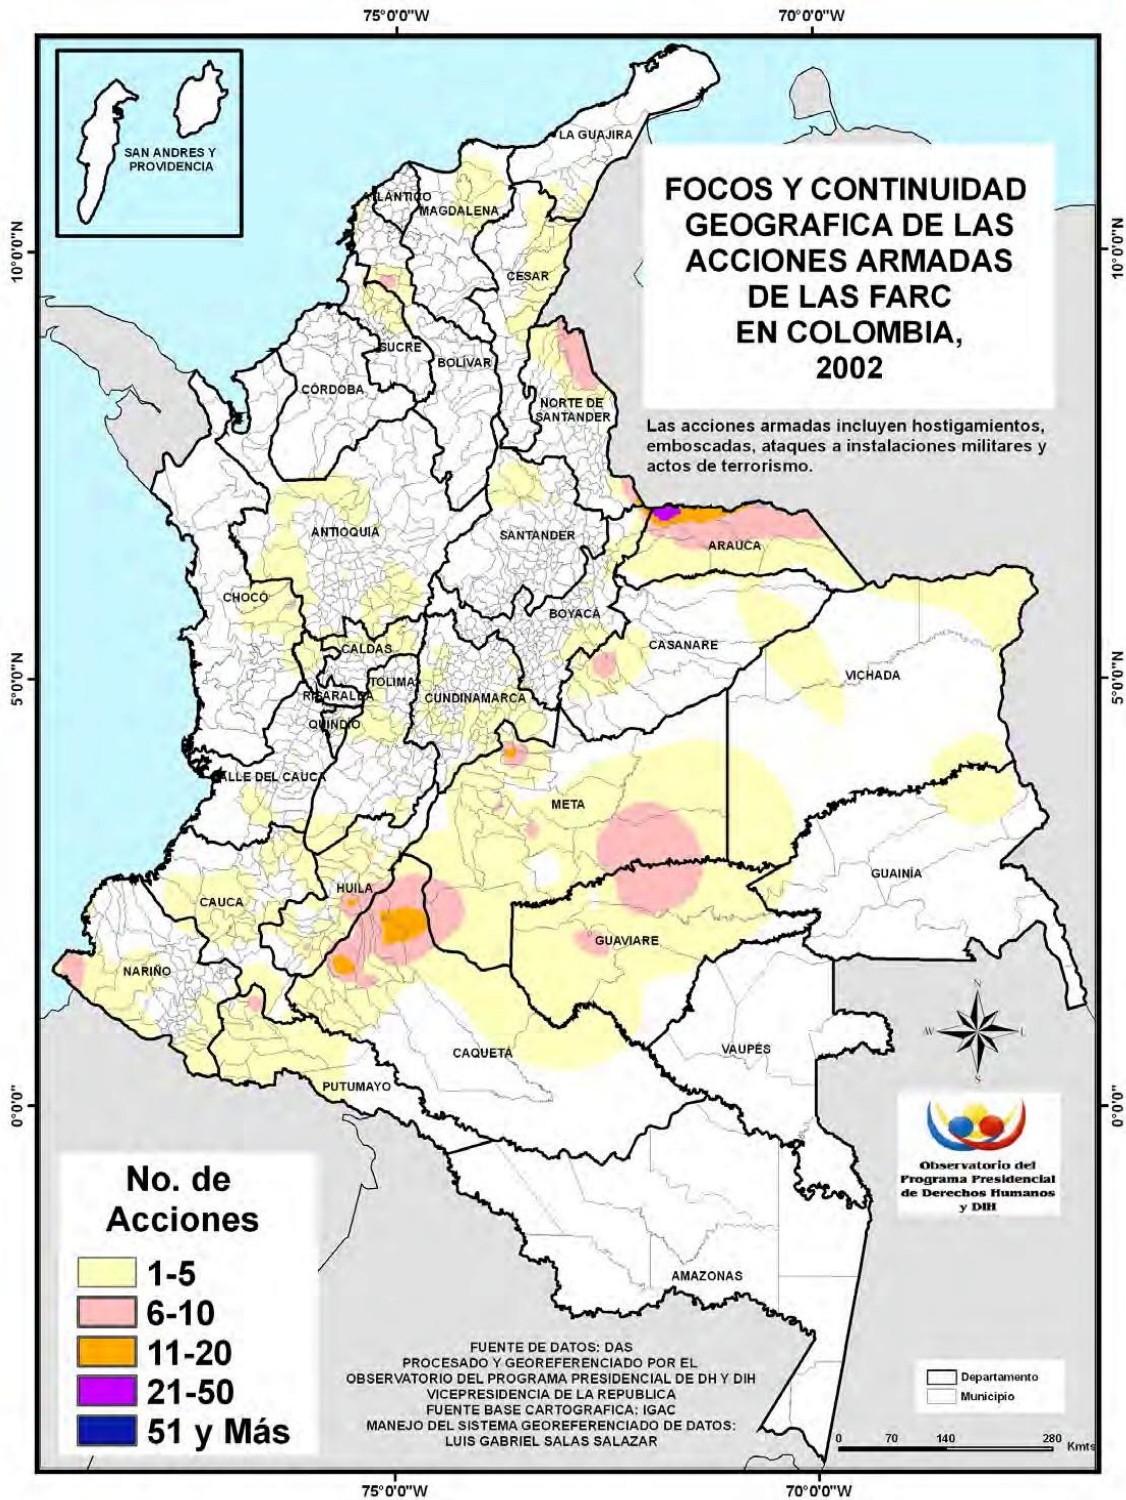 75°0'0"W
70°0'0"W
10°0'0"N
10°0'0"N
5°0'0"N
5°0'0"N
0°0'0"
0°0'0"
75°0'0"W
70°0'0"W
SAN ANDRES Y
PROVIDENCIA
FOCOS Y CONTINUIDAD
GEOGRAFICA DE LAS
ACCIONES ARMADAS
DE LAS FARC
EN COLOMBIA,
2002
Las acciones armadas incluyen hostigamientos,
emboscadas, ataques a instalaciones militares y
actos de terrorismo.
LA GUAJIRA
ATLÁNTICO
MAGDALENA
CESAR
SUCRE
BOLÍVAR
CÓRDOBA
NORTE DE
SANTANDER
ANTIOQUIA
SANTANDER
ARAUCA
CHOCÓ
BOYACÁ
CALDAS
CASANARE
VICHADA
TOLIMA
RISARALDA
CUNDINAMARCA
QUINDÍO
ALLE DEL CAUCA
META
HUILA
GUAINÍA
CAUCA
GUAVIARE
NARIÑO
CAQUETÁ
VAUPÉS
PUTUMAYO
AMAZONAS
N
W
L
S
Observatorio del
Programa Presidencial
de Derechos Humanos
y DIH
No. de
Acciones
1-5
6-10
11-20
21-50
51 y Más
FUENTE DE DATOS: DAS
PROCESADO Y GEOREFERENCIADO POR EL
OBSERVATORIO DEL PROGRAMA PRESIDENCIAL DE DH Y DIH
VICEPRESIDENCIA DE LA REPUBLICA
FUENTE BASE CARTOGRAFICA: IGAC
MANEJO DEL SISTEMA GEOREFERENCIADO DE DATOS:
LUIS GABRIEL SALAS SALAZAR
Departamento
Municipio
0 70 140 280
Kmts